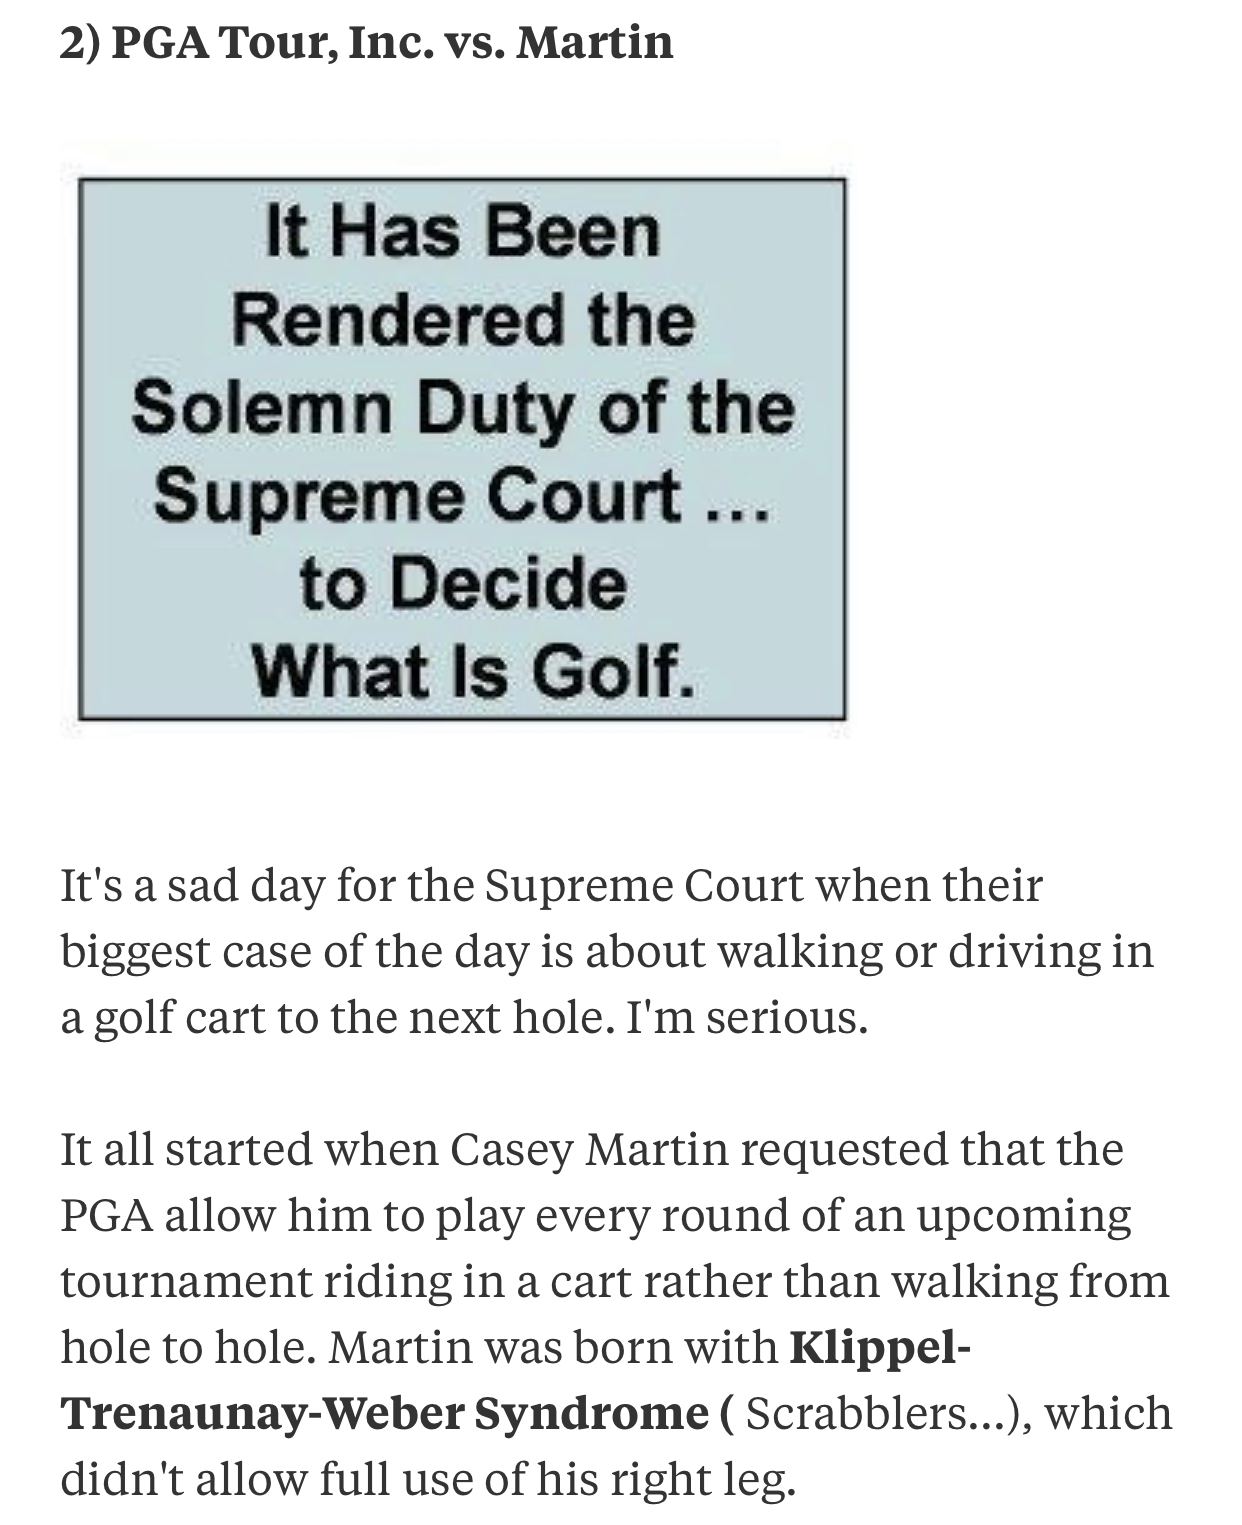 2) PGA Tour, Inc. vs. Martin
It Has Been
Rendered the
Solemn Duty of the
Supreme Court ...
to Decide
What Is Golf.
It's a sad day for the Supreme Court when their
biggest case of the day is about walking or driving in
a golf cart to the next hole. I'm serious.
It all started when Casey Martin requested that the
PGA allow him to play every round of an upcoming
tournament riding in a cart rather than walking from
hole to hole. Martin was born with Klippel-
Trenaunay-Weber Syndrome ( Scrabblers...), which
didn't allow full use of his right leg.